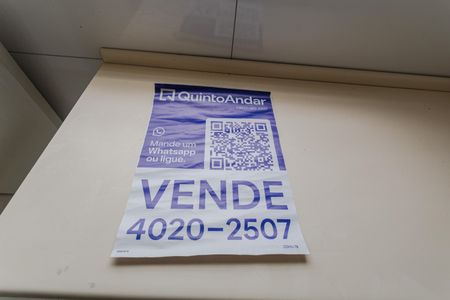 QuintoAndar
Mande um
Whatsapp
ou ligue.
VENDE
4020-2507